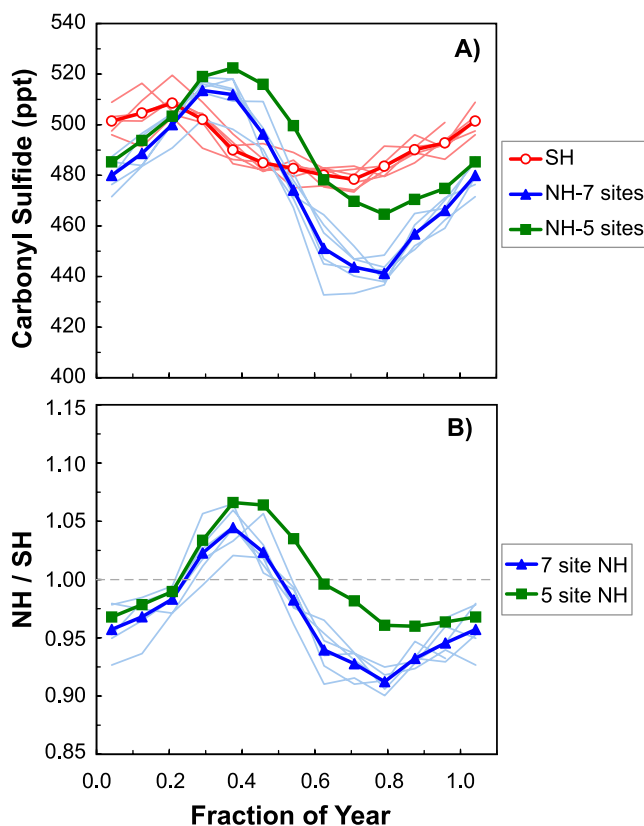 A)
Carbonyl Sulfide (ppt)
540
520
500
480
460
440
420
400
SH
NH-7 sites
NH-5 sites
B)
NH / SH
1.15
1.10
1.05
1.00
0.95
0.90
0.85
7 site NH
5 site NH
0.0 0.2 0.4 0.6 0.8 1.0
Fraction of Year